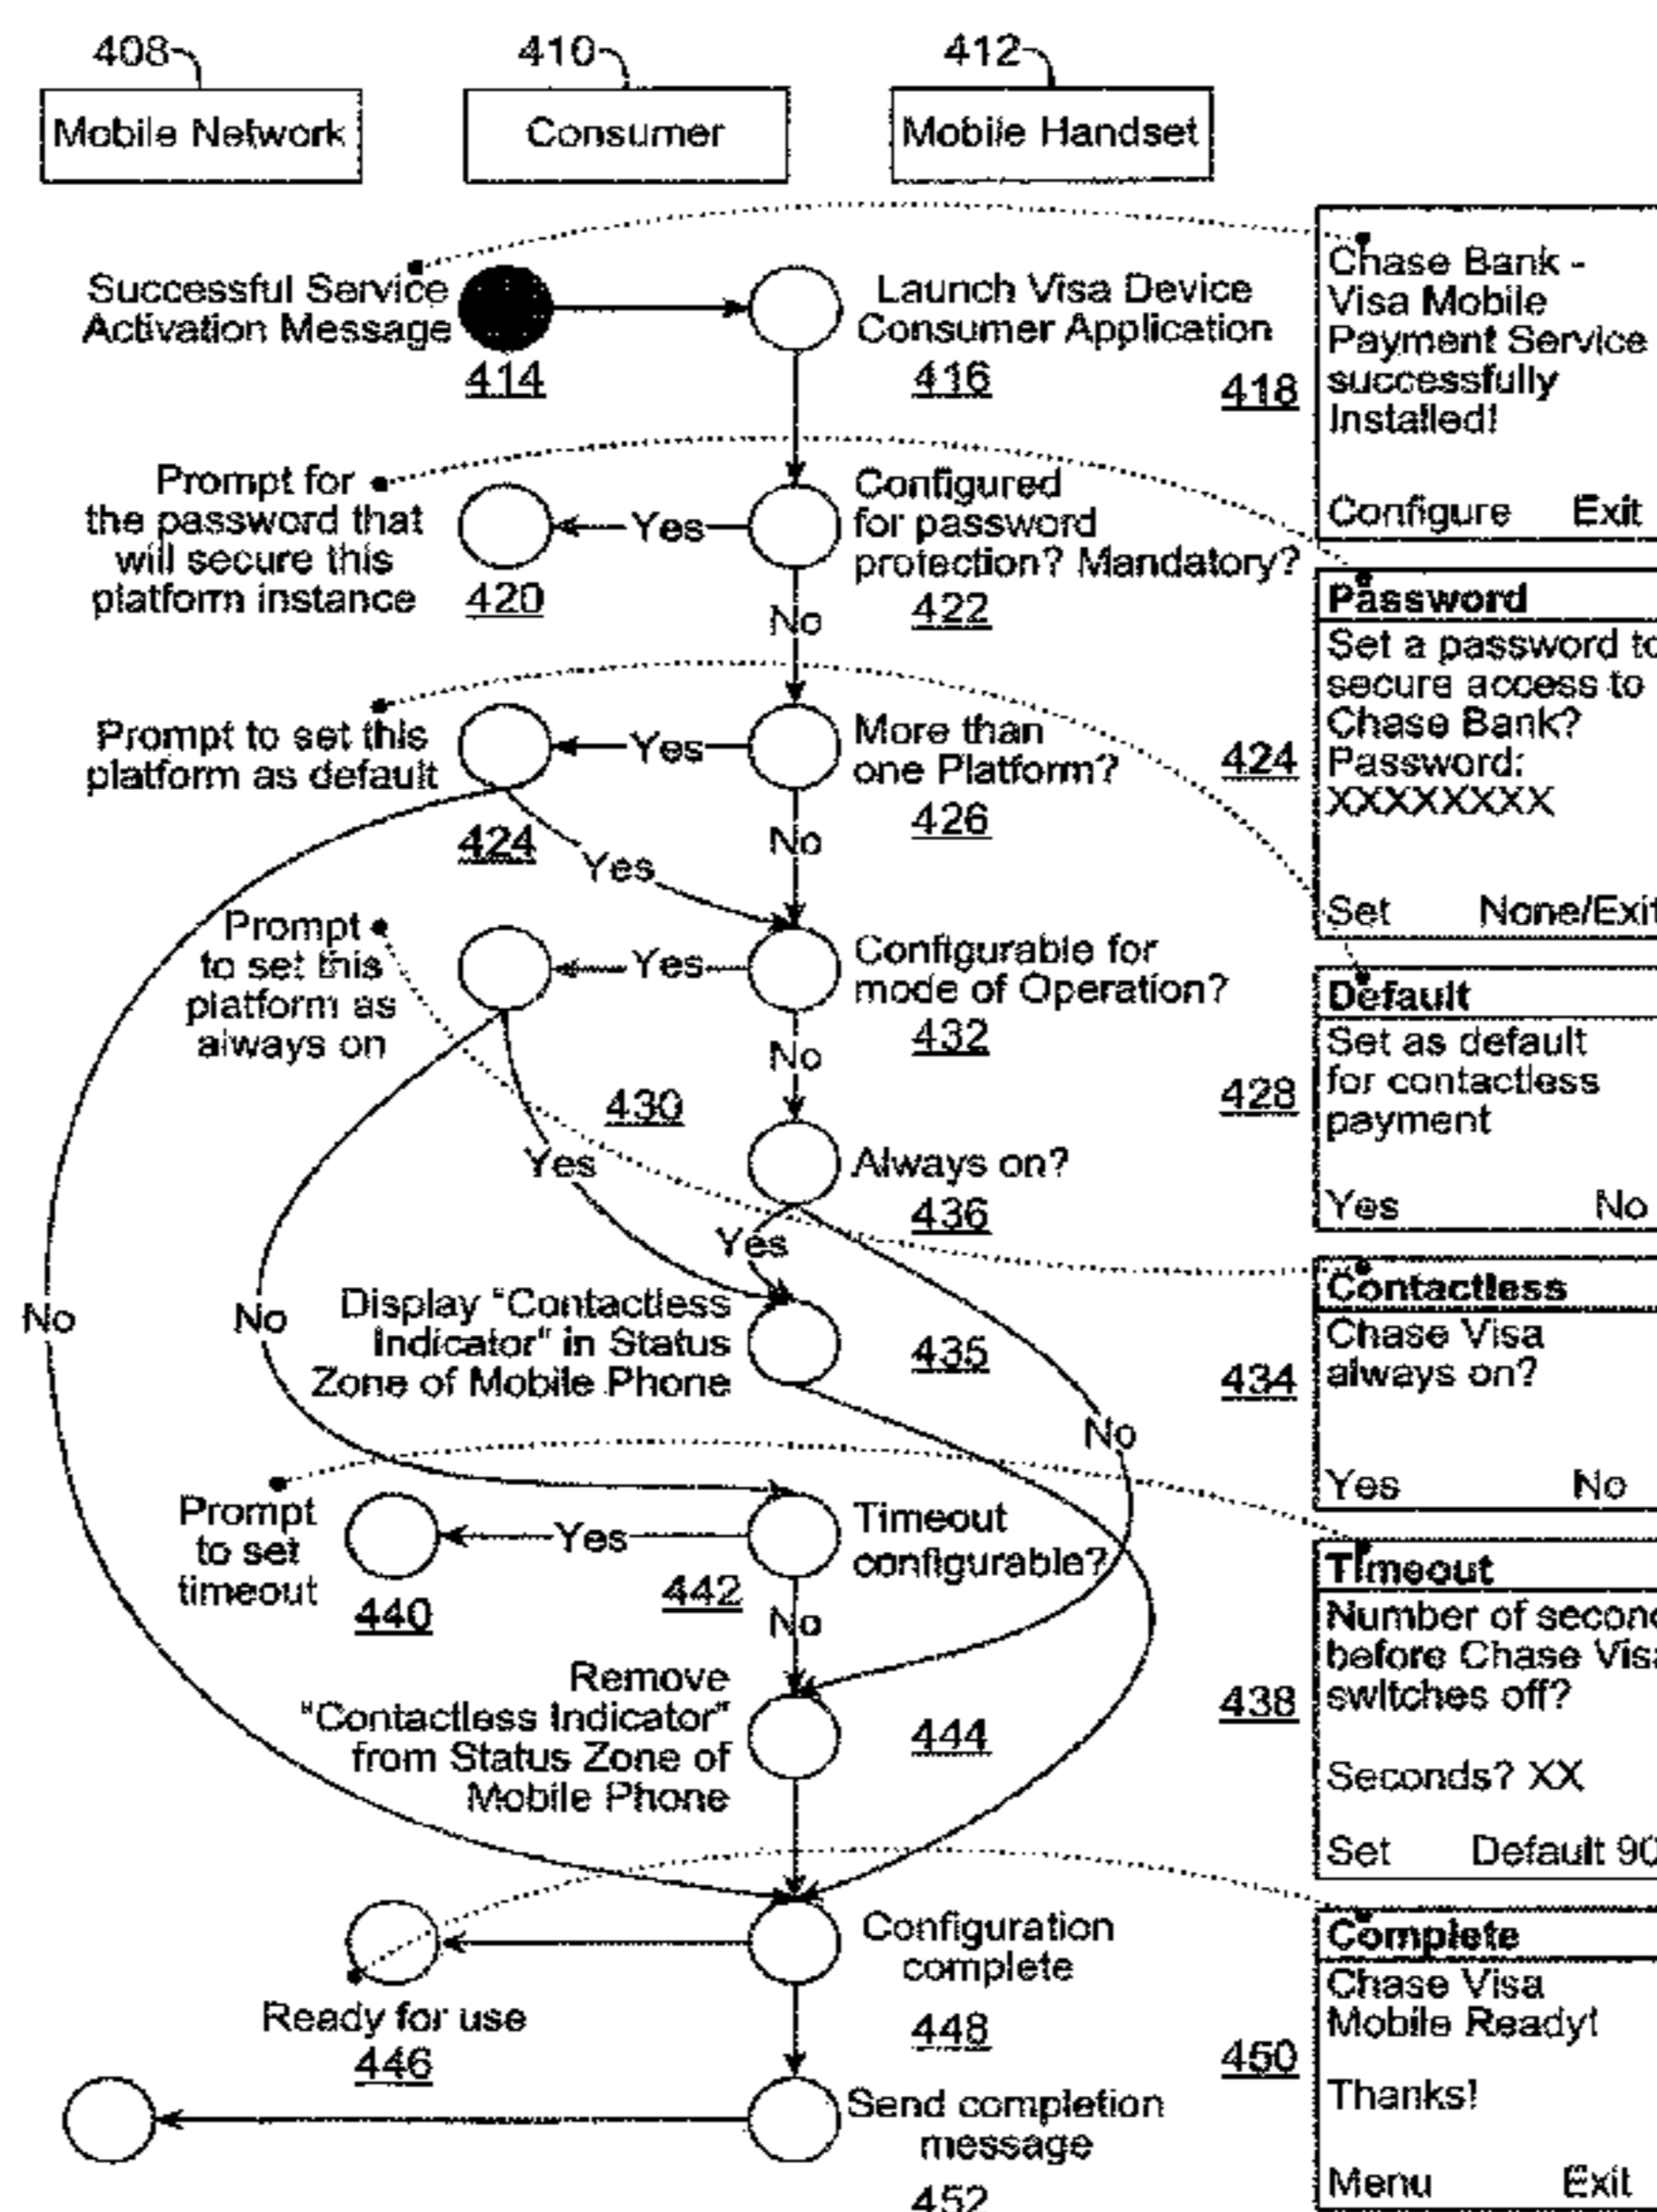 408
410
412
Mobile Network
Consumer
Mobile Handset
Successful Service
Activation Message
414
Launch Visa Device
Consumer Application
416
418
Chase Bank -
Visa Mobile
Payment Service
successfully
Installed!
Configure Exit
Prompt for
the password that
will secure this
platform instance
420
Yes
Configured
for password
protection? Mandatory?
422
No
Password
Set a password to
secure access to
Chase Bank?
Password:
XXXXXXXX
Set None/Exit
424
Prompt to set this
platform as default
424
Yes
More than
one Platform?
426
No
Yes
Default
Set as default
for contactless
payment
Yes No
428
Prompt
to set this
platform as
always on
Yes
Configurable for
mode of Operation?
432
No
430
Yes
Always on?
436
Yes
No
No
No
Contactless
Chase Visa
always on?
Yes No
434
Display "Contactless
Indicator" in Status
Zone of Mobile Phone
435
Prompt
to set
timeout
440
Yes
442
Timeout
configurable?
No
Timeout
Number of second
before Chase Visa
switches off?
Seconds? XX
Set Default 90
438
Remove
"Contactless Indicator"
from Status Zone of
Mobile Phone
444
Ready for use
446
Configuration
complete
448
Complete
Chase Visa
Mobile Ready!
Thanks!
Menu Exit
450
Send completion
message
452